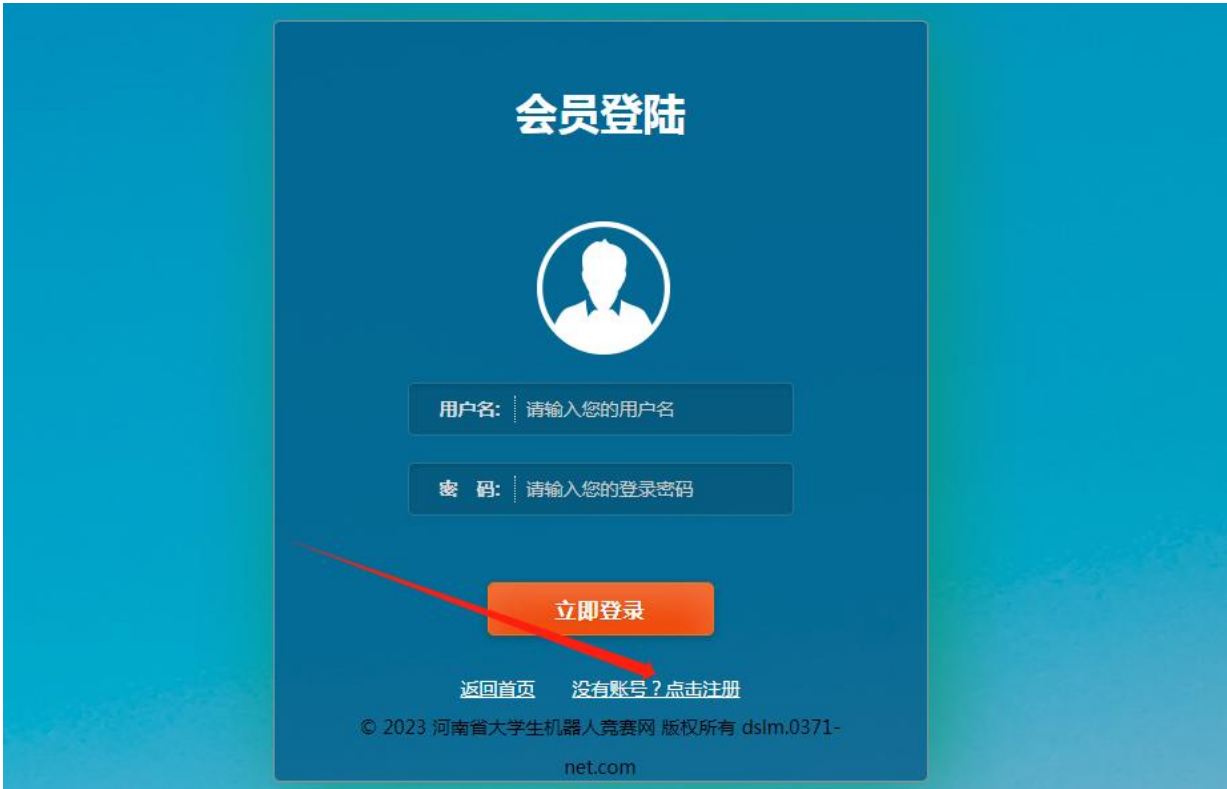 会员登陆
用户名: 请输入您的用户名
密 码: 请输入您的登录密码
立即登录
返回首页 没有账号？点击注册
© 2023 河南省大学生机器人竞赛网 版权所有 dslm.0371-
net.com